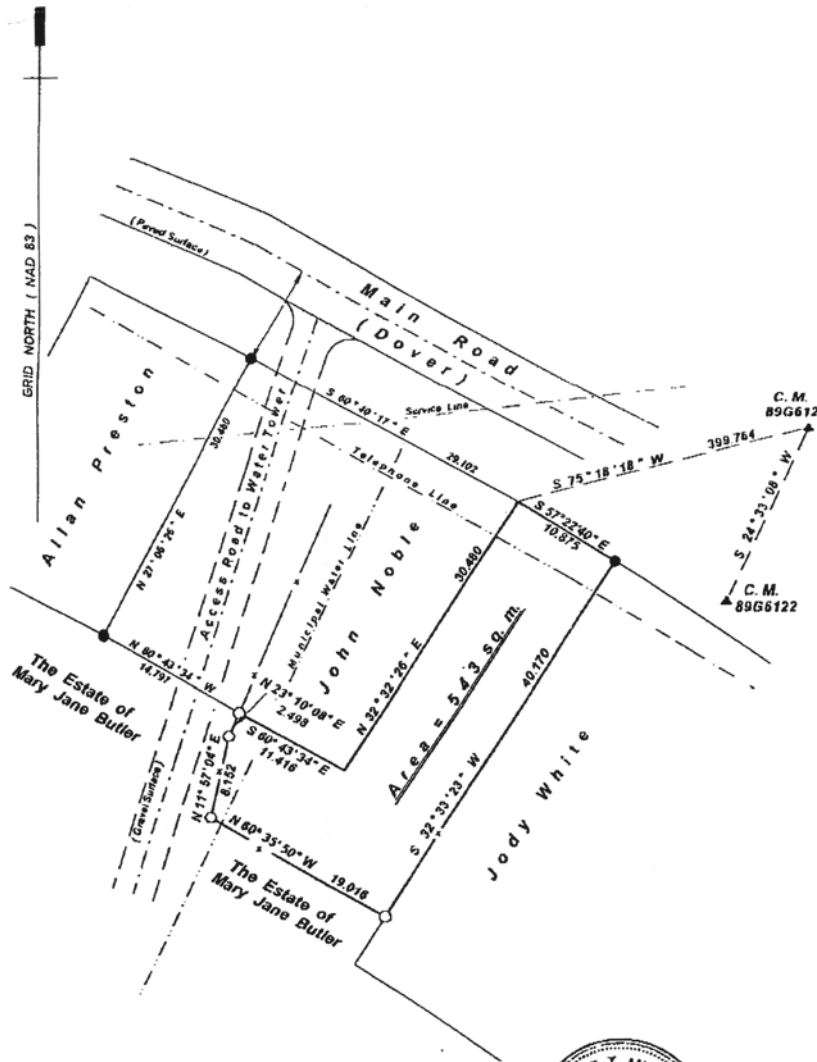 GRID NORTH ( NAD 83 )
( Paved Surface )
Main Road
( Dover )
C. M.
89G6121
399.764
S 75°18'18" W
S 24°33'08" W
C. M.
89G6122
Service Line
Telephone Line
S 60°40'17" E
29.102
S 57°22'40" E
10.875
Allan Preston
30.480
N 27°06'26" E
Access Road to Water Tower
Municipal Water Line
John Noble
30.480
N 32°32'26" E
Area = 543 sq. m.
40.170
S 32°33'23" W
Jody White
N 60°43'34" W
14.791
The Estate of
Mary Jane Butler
N 23°10'08" E
2.498
S 60°43'34" E
11.416
N 11°57'04" E
8.152
( Gravel Surface )
N 60°35'50" W
19.016
The Estate of
Mary Jane Butler